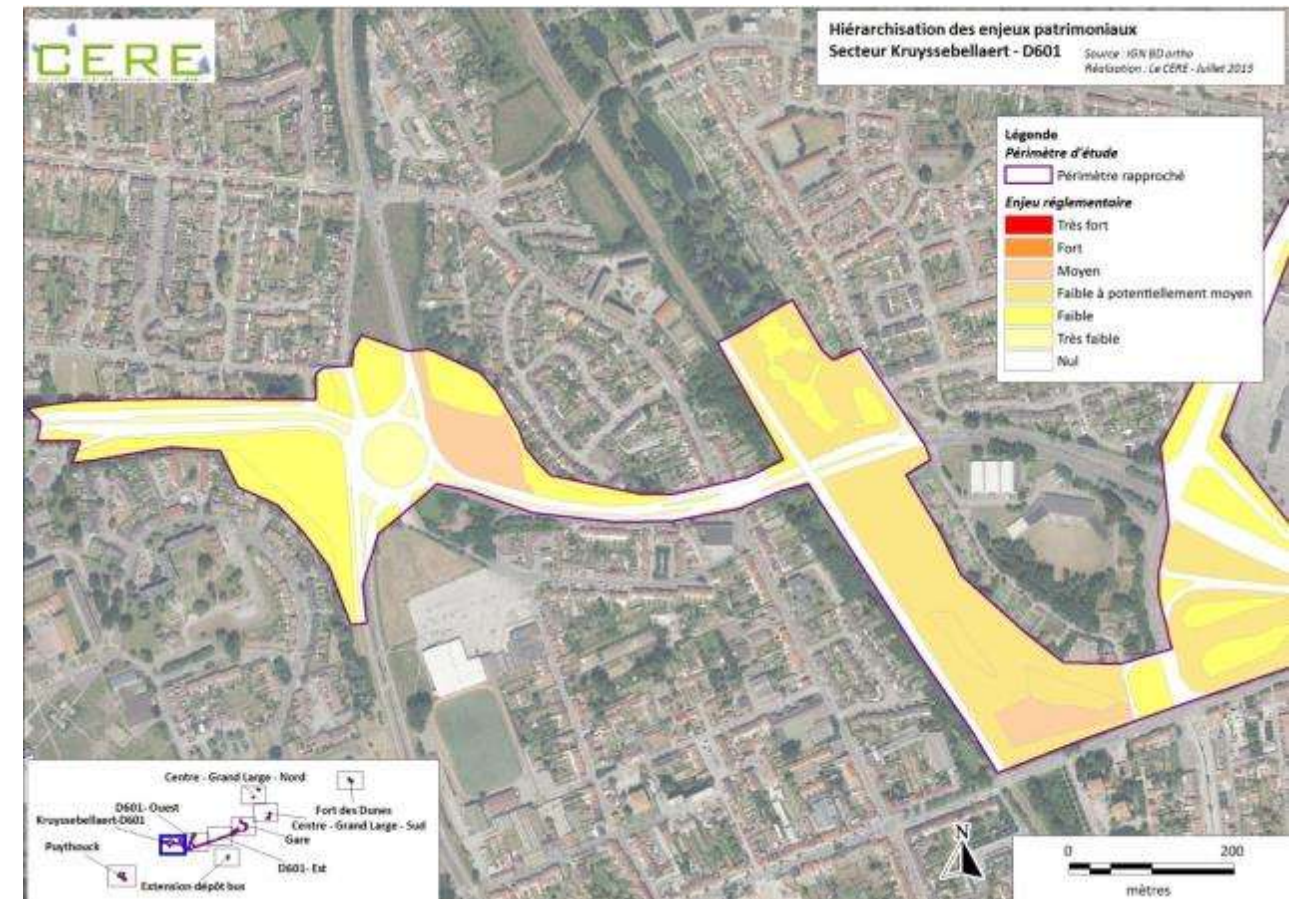 CERE
Hiérarchisation des enjeux patrimoniaux
Secteur Kruyssebellaert - D601
Source : IGN BD ortho
Réalisation : Le CERE - Juillet 2015
Légende
Périmètre d'étude
Périmètre rapproché
Enjeu réglementaire
Très fort
Fort
Moyen
Faible à potentiellement moyen
Faible
Très faible
Nul
Centre - Grand Large - Nord
D601- Ouest
Fort des Dunes
Kruyssebellaert-D601
Centre - Grand Large - Sud
Gare
Puythouck
D601- Est
Extension dépôt bus
N
0 200
mètres